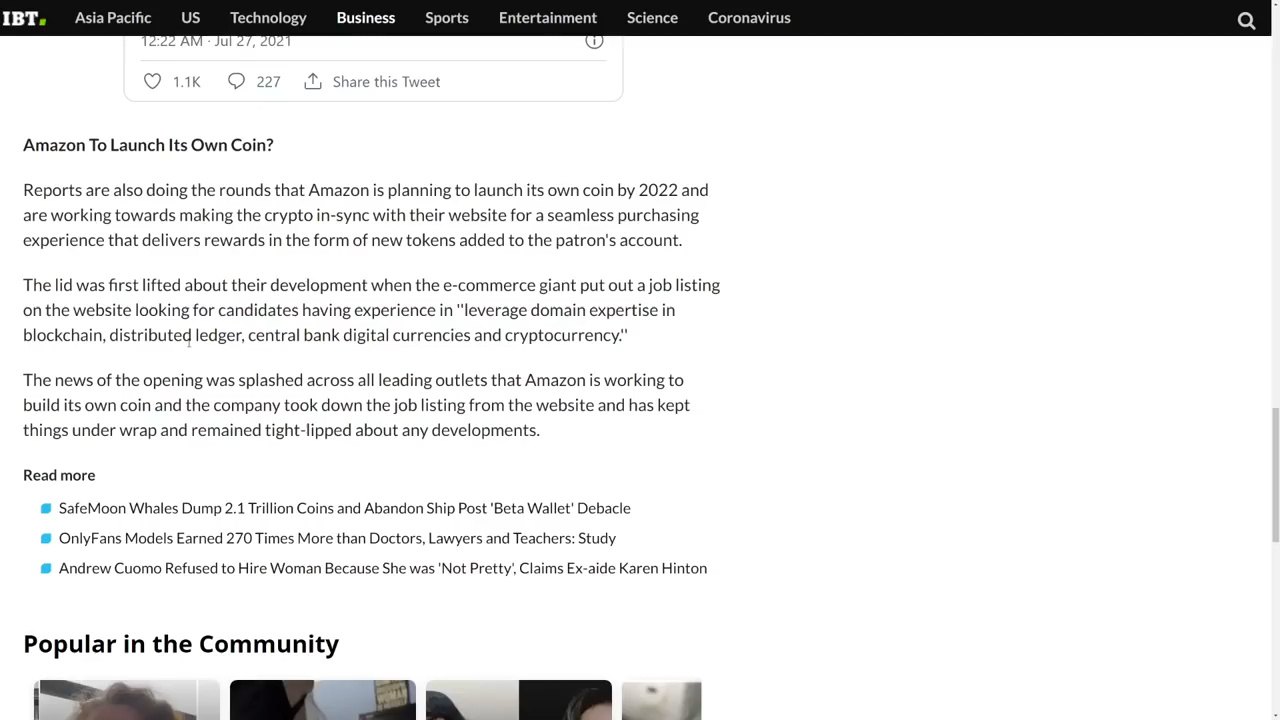 IBT.
Asia Pacific
US
Technology
Business
Sports
Entertainment
Science
Coronavirus
12:22 AM · Jul 27, 2021
1.1K
227
Share this Tweet
Amazon To Launch Its Own Coin?
Reports are also doing the rounds that Amazon is planning to launch its own coin by 2022 and
are working towards making the crypto in-sync with their website for a seamless purchasing
experience that delivers rewards in the form of new tokens added to the patron's account.
The lid was first lifted about their development when the e-commerce giant put out a job listing
on the website looking for candidates having experience in ''leverage domain expertise in
blockchain, distributed ledger, central bank digital currencies and cryptocurrency.''
The news of the opening was splashed across all leading outlets that Amazon is working to
build its own coin and the company took down the job listing from the website and has kept
things under wrap and remained tight-lipped about any developments.
Read more
SafeMoon Whales Dump 2.1 Trillion Coins and Abandon Ship Post 'Beta Wallet' Debacle
OnlyFans Models Earned 270 Times More than Doctors, Lawyers and Teachers: Study
Andrew Cuomo Refused to Hire Woman Because She was 'Not Pretty', Claims Ex-aide Karen Hinton
Popular in the Community